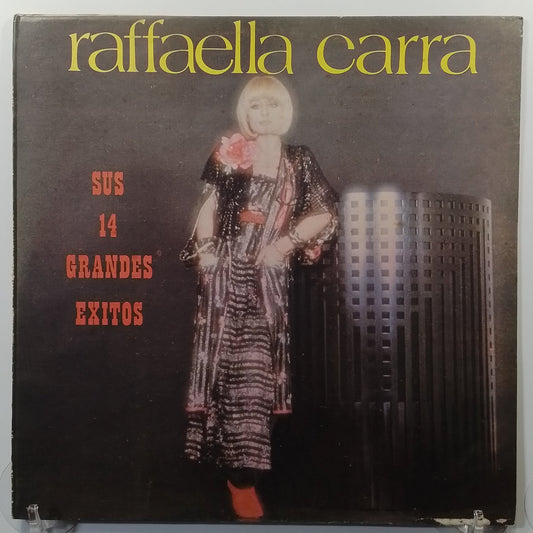 raffaella carra
SUS
14
GRANDES
EXITOS